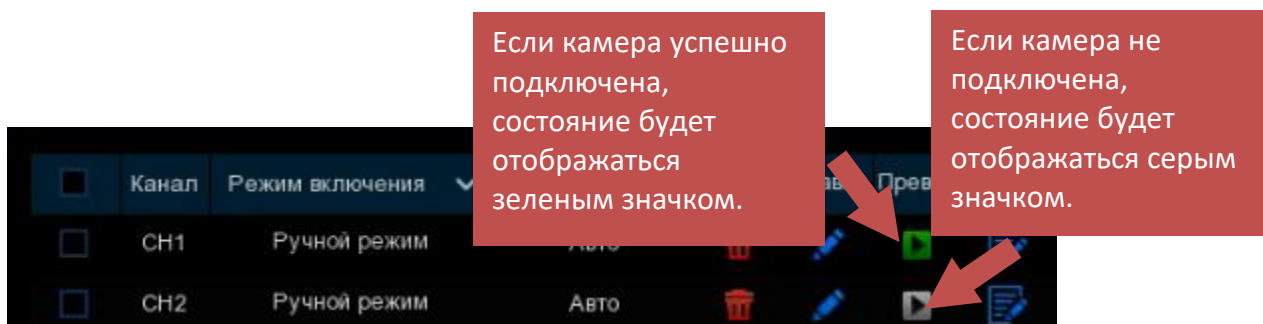 Если камера успешно
подключена,
состояние будет
отображаться
зеленым значком.
Если камера не
подключена,
состояние будет
отображаться серым
значком.
Канал Режим включения
CH1 Ручной режим Авто
CH2 Ручной режим Авто